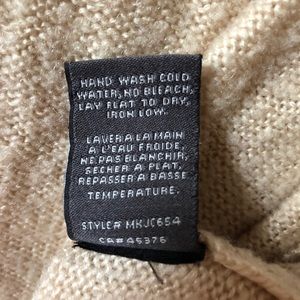 HAND WASH COLD
WATER, NO BLEACH,
LAY FLAT TO DRY,
IRON LOW.
LAVER A LA MAIN
A L'EAU FROIDE,
NE PAS BLANCHIR,
SECHER A PLAT,
REPASSER A BASSE
TEMPERATURE.
STYLE# MKJC654
CA# 45376